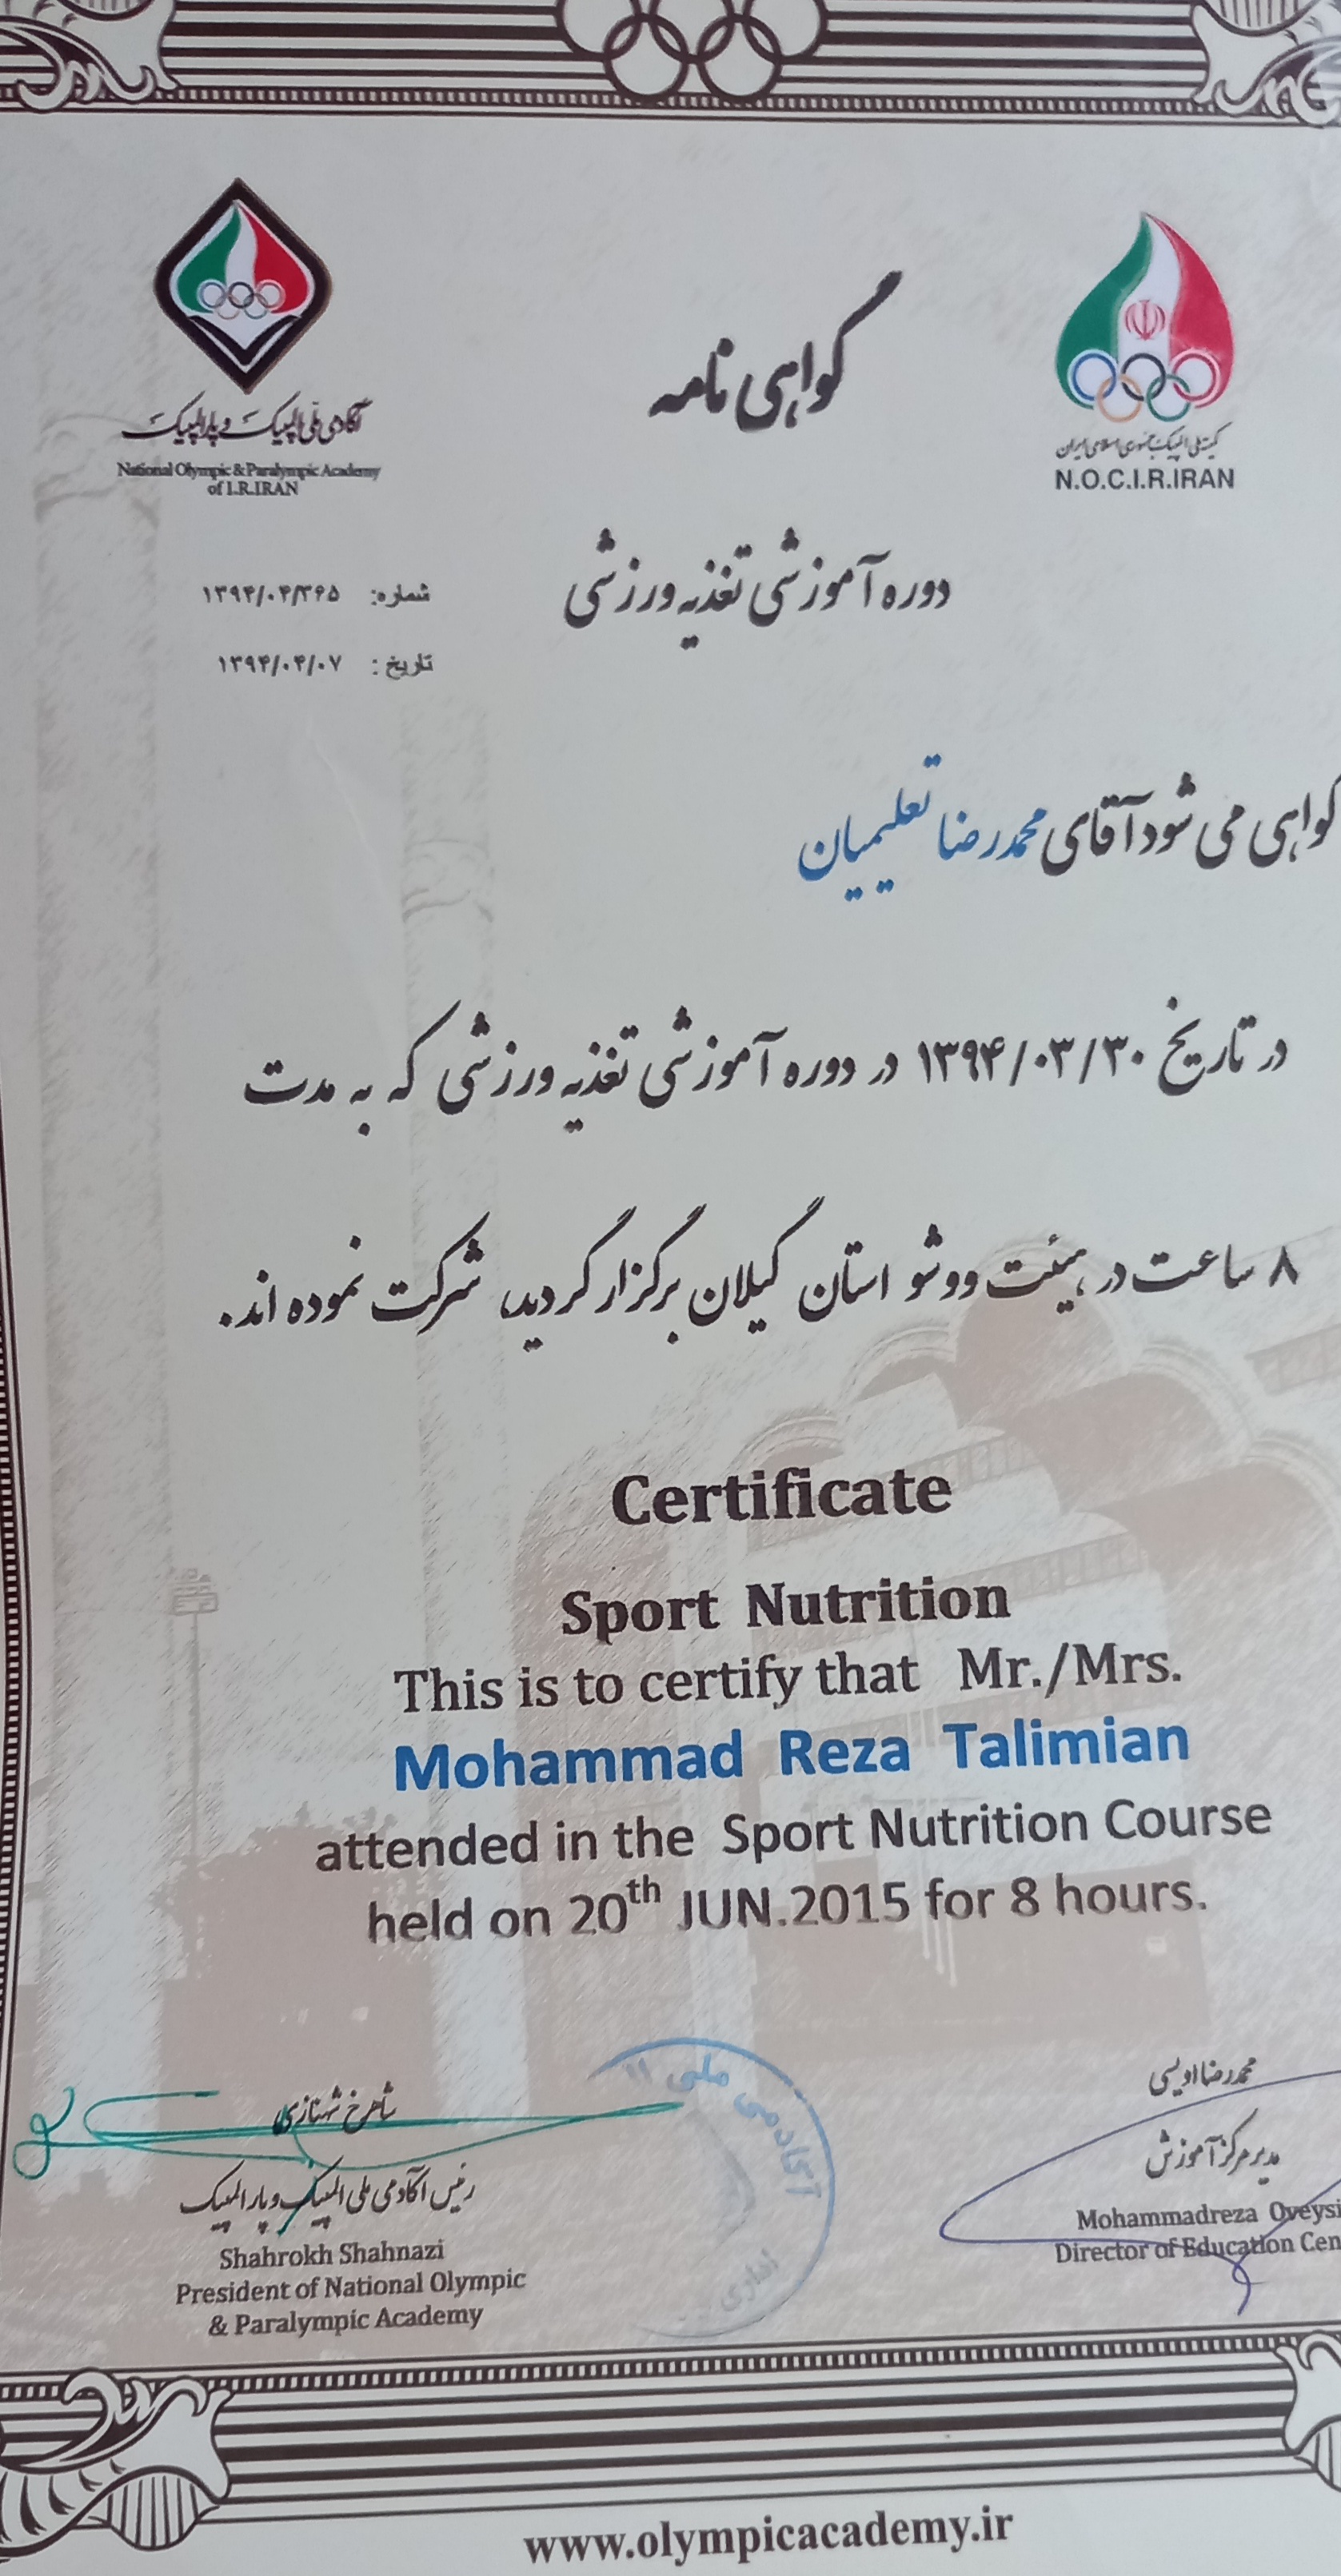 آکادمی ملی المپیک و پارالمپیک
National Olympic & Paralympic Academy
of I.R.IRAN
گواهی نامه
کمیته ملی المپیک جمهوری اسلامی ایران
N.O.C.I.R.IRAN
شماره: ۱۳۹۴/۰۴/۳۶۵
تاریخ: ۱۳۹۴/۰۴/۰۷
دوره آموزشی تغذیه ورزشی
گواهی می شود آقای محمدرضا تعلیمیان
در تاریخ ۱۳۹۴/۰۳/۳۰ در دوره آموزشی تغذیه ورزشی که به مدت
۸ ساعت در هیئت ووشو استان گیلان برگزار گردید، شرکت نموده اند.
Certificate
Sport Nutrition
This is to certify that Mr./Mrs.
Mohammad Reza Talimian
attended in the Sport Nutrition Course
held on 20th JUN.2015 for 8 hours.
شاهرخ شهنازی
رئیس آکادمی ملی المپیک و پارالمپیک
Shahrokh Shahnazi
President of National Olympic
& Paralympic Academy
آکادمی ملی
اداری
محمدرضا اویسی
مدیر مرکز آموزش
Mohammadreza Oveysi
Director of Education Cen
www.olympicacademy.ir